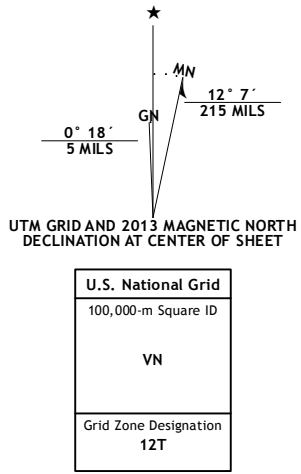 ★
MN
12° 7´
215 MILS
GN
0° 18´
5 MILS
UTM GRID AND 2013 MAGNETIC NORTH
DECLINATION AT CENTER OF SHEET
U.S. National Grid
100,000-m Square ID
VN
Grid Zone Designation
12T